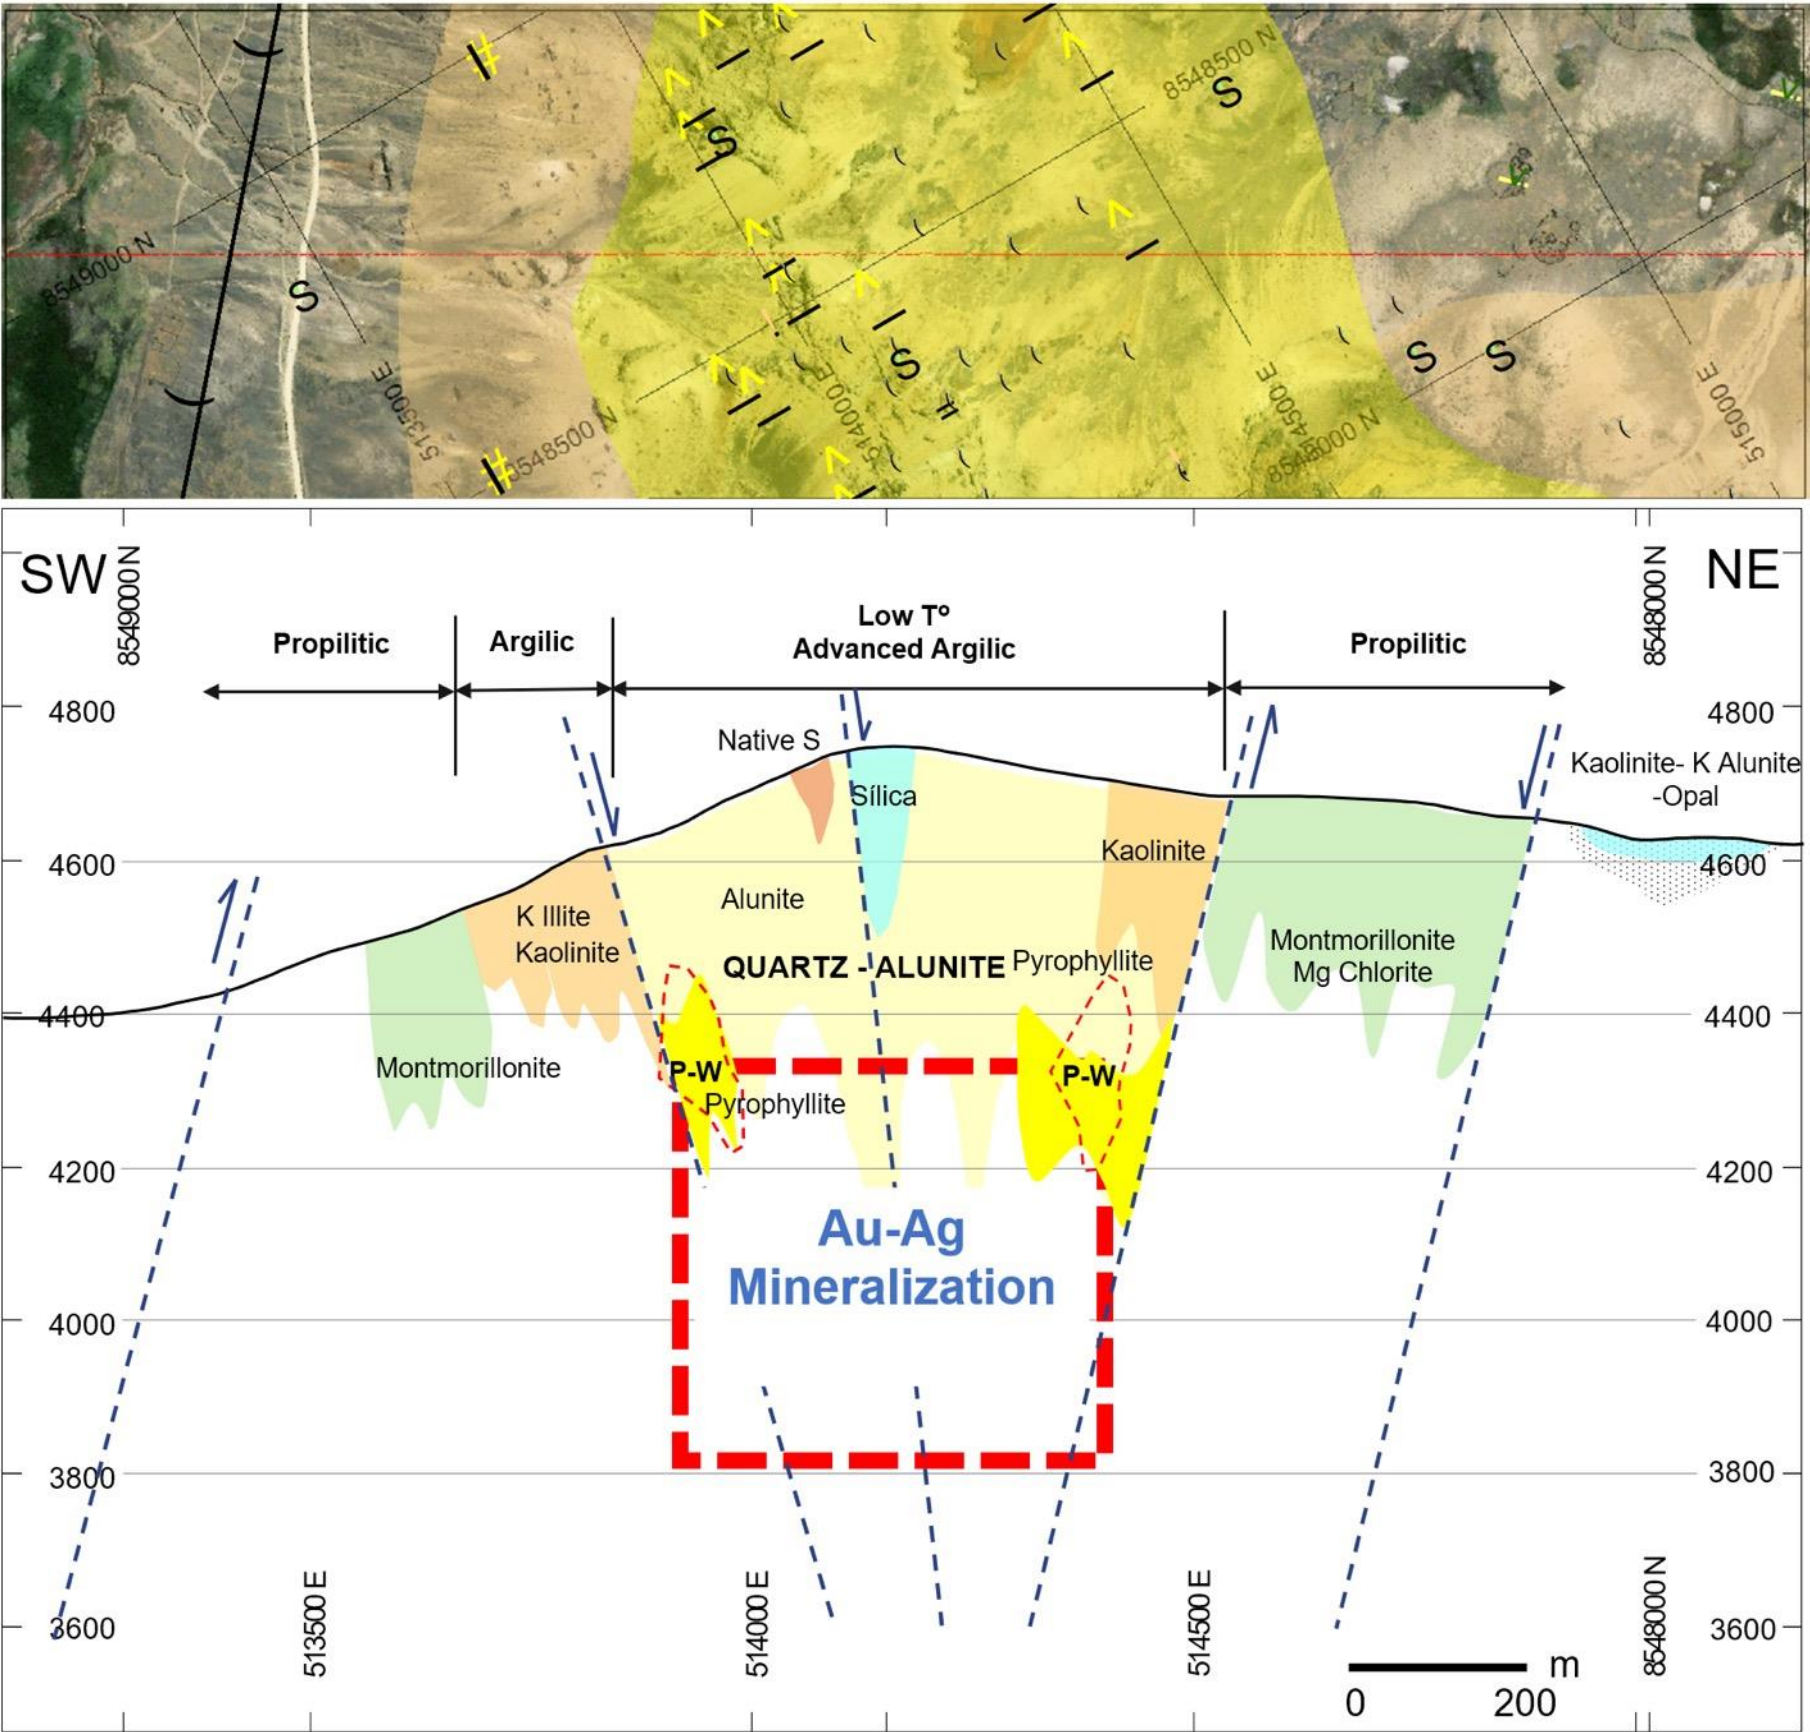 8548500 N
S
S
8549000 N
S
S
S
S
513500 E
514000 E
514500 E
515000 E
8548500 N
8548000 N
SW
NE
8549000 N
8548000 N
Propilitic
Argilic
Low Tº
Advanced Argilic
Propilitic
4800
4800
Native S
Kaolinite- K Alunite
-Opal
Sílica
Kaolinite
4600
4600
Alunite
K Illite
Kaolinite
QUARTZ - ALUNITE
Pyrophyllite
Montmorillonite
Mg Chlorite
4400
4400
Montmorillonite
P-W
P-W
Pyrophyllite
4200
4200
Au-Ag
Mineralization
4000
4000
3800
3800
3600
3600
513500 E
514000 E
514500 E
8548000 N
m
0
200